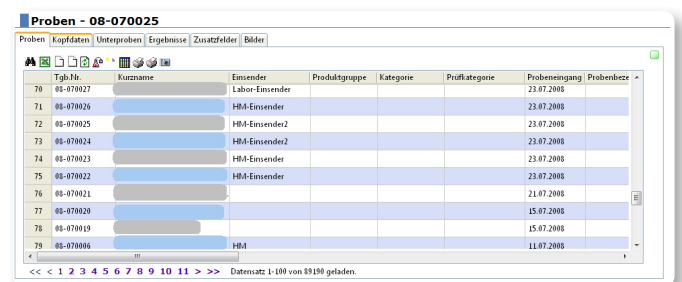 Proben - 08-070025
Proben Kopfdaten Unterproben Ergebnisse Zusatzfelder Bilder
Tgb.Nr. Kurzname Einsender Produktgruppe Kategorie Prüfkategorie Probeneingang Probenbeze
70 08-070027 Labor-Einsender 23.07.2008
71 08-070026 HM-Einsender 23.07.2008
72 08-070025 HM-Einsender2 23.07.2008
73 08-070024 HM-Einsender2 23.07.2008
74 08-070023 HM-Einsender 23.07.2008
75 08-070022 HM-Einsender 23.07.2008
76 08-070021 21.07.2008
77 08-070020 15.07.2008
78 08-070019 15.07.2008
79 08-070006 HM 11.07.2008
<< < 1 2 3 4 5 6 7 8 9 10 11 > >> Datensatz 1-100 von 89190 geladen.